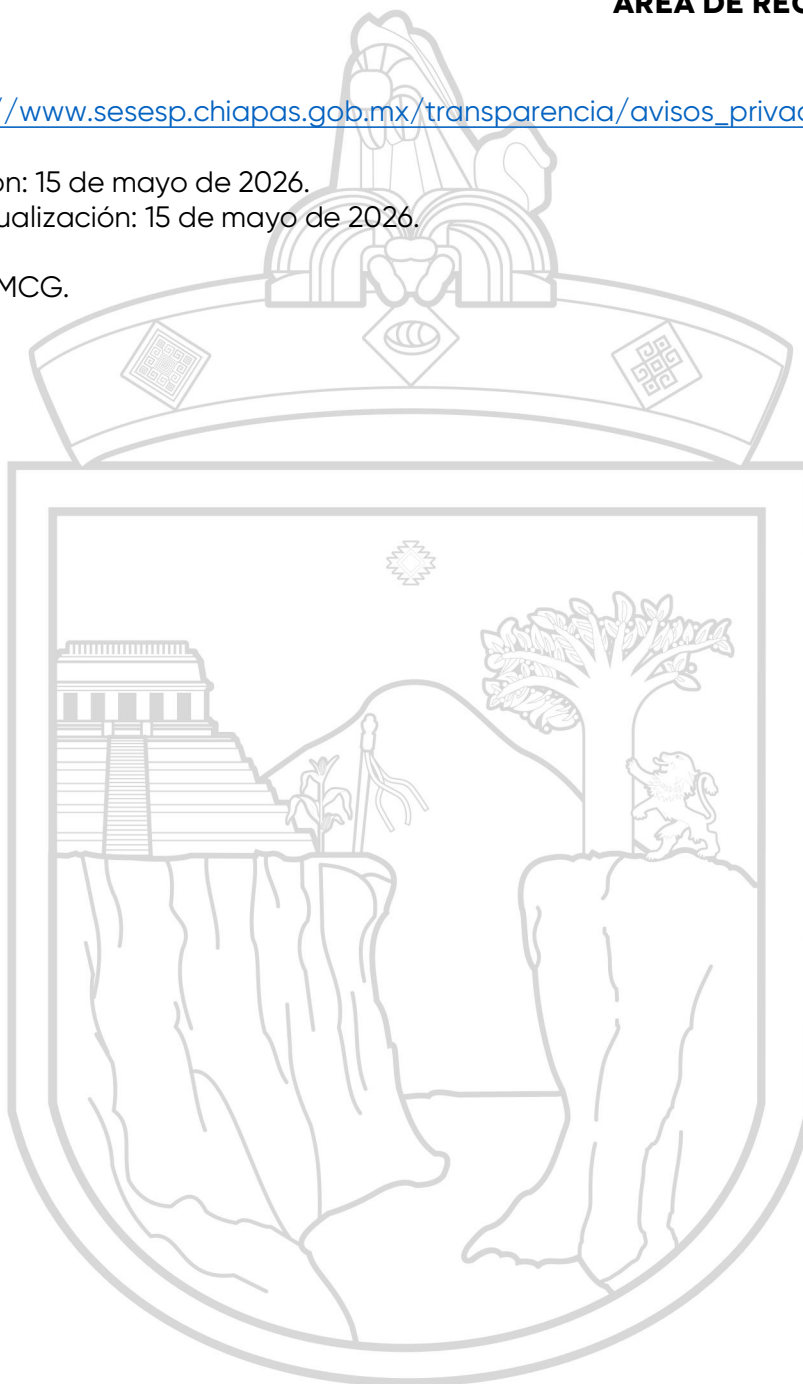 ÁREA DE REC
//www.sesesp.chiapas.gob.mx/transparencia/avisos_privac
ón: 15 de mayo de 2026.
ualización: 15 de mayo de 2026.
MCG.